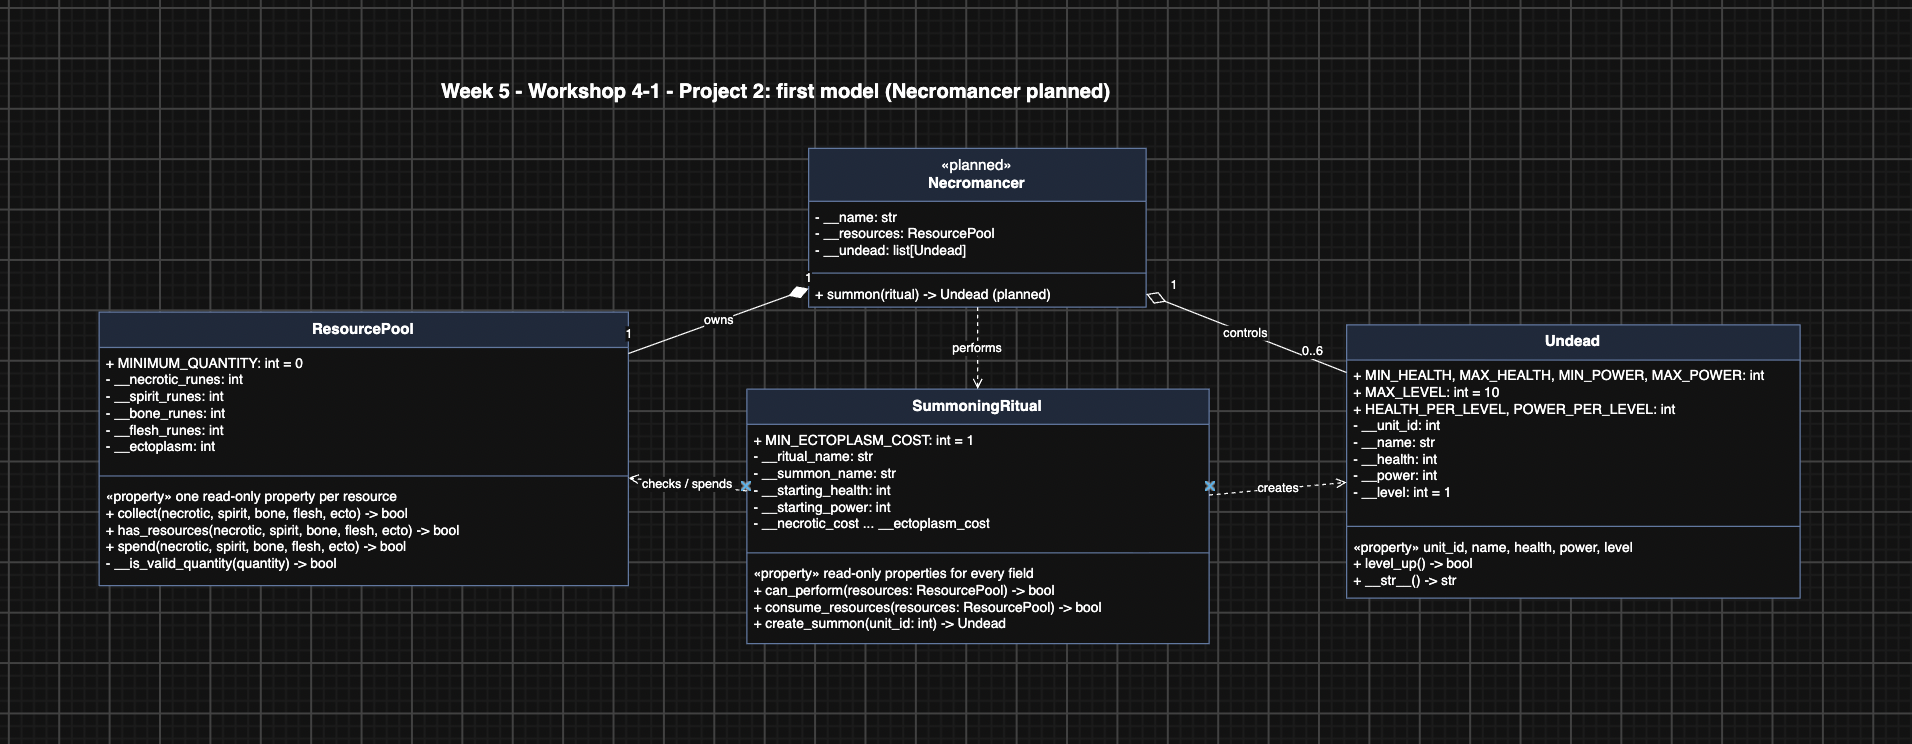 Week 5 - Workshop 4-1 - Project 2: first model (Necromancer planned)
«planned»
Necromancer
- __name: str
- __resources: ResourcePool
- __undead: list[Undead]
+ summon(ritual) -> Undead (planned)
1
1
owns
1
performs
controls
0..6
ResourcePool
+ MINIMUM_QUANTITY: int = 0
- __necrotic_runes: int
- __spirit_runes: int
- __bone_runes: int
- __flesh_runes: int
- __ectoplasm: int
«property» one read-only property per resource
+ collect(necrotic, spirit, bone, flesh, ecto) -> bool
+ has_resources(necrotic, spirit, bone, flesh, ecto) -> bool
+ spend(necrotic, spirit, bone, flesh, ecto) -> bool
- __is_valid_quantity(quantity) -> bool
checks / spends
SummoningRitual
+ MIN_ECTOPLASM_COST: int = 1
- __ritual_name: str
- __summon_name: str
- __starting_health: int
- __starting_power: int
- __necrotic_cost ... __ectoplasm_cost
«property» read-only properties for every field
+ can_perform(resources: ResourcePool) -> bool
+ consume_resources(resources: ResourcePool) -> bool
+ create_summon(unit_id: int) -> Undead
creates
Undead
+ MIN_HEALTH, MAX_HEALTH, MIN_POWER, MAX_POWER: int
+ MAX_LEVEL: int = 10
+ HEALTH_PER_LEVEL, POWER_PER_LEVEL: int
- __unit_id: int
- __name: str
- __health: int
- __power: int
- __level: int = 1
«property» unit_id, name, health, power, level
+ level_up() -> bool
+ __str__() -> str